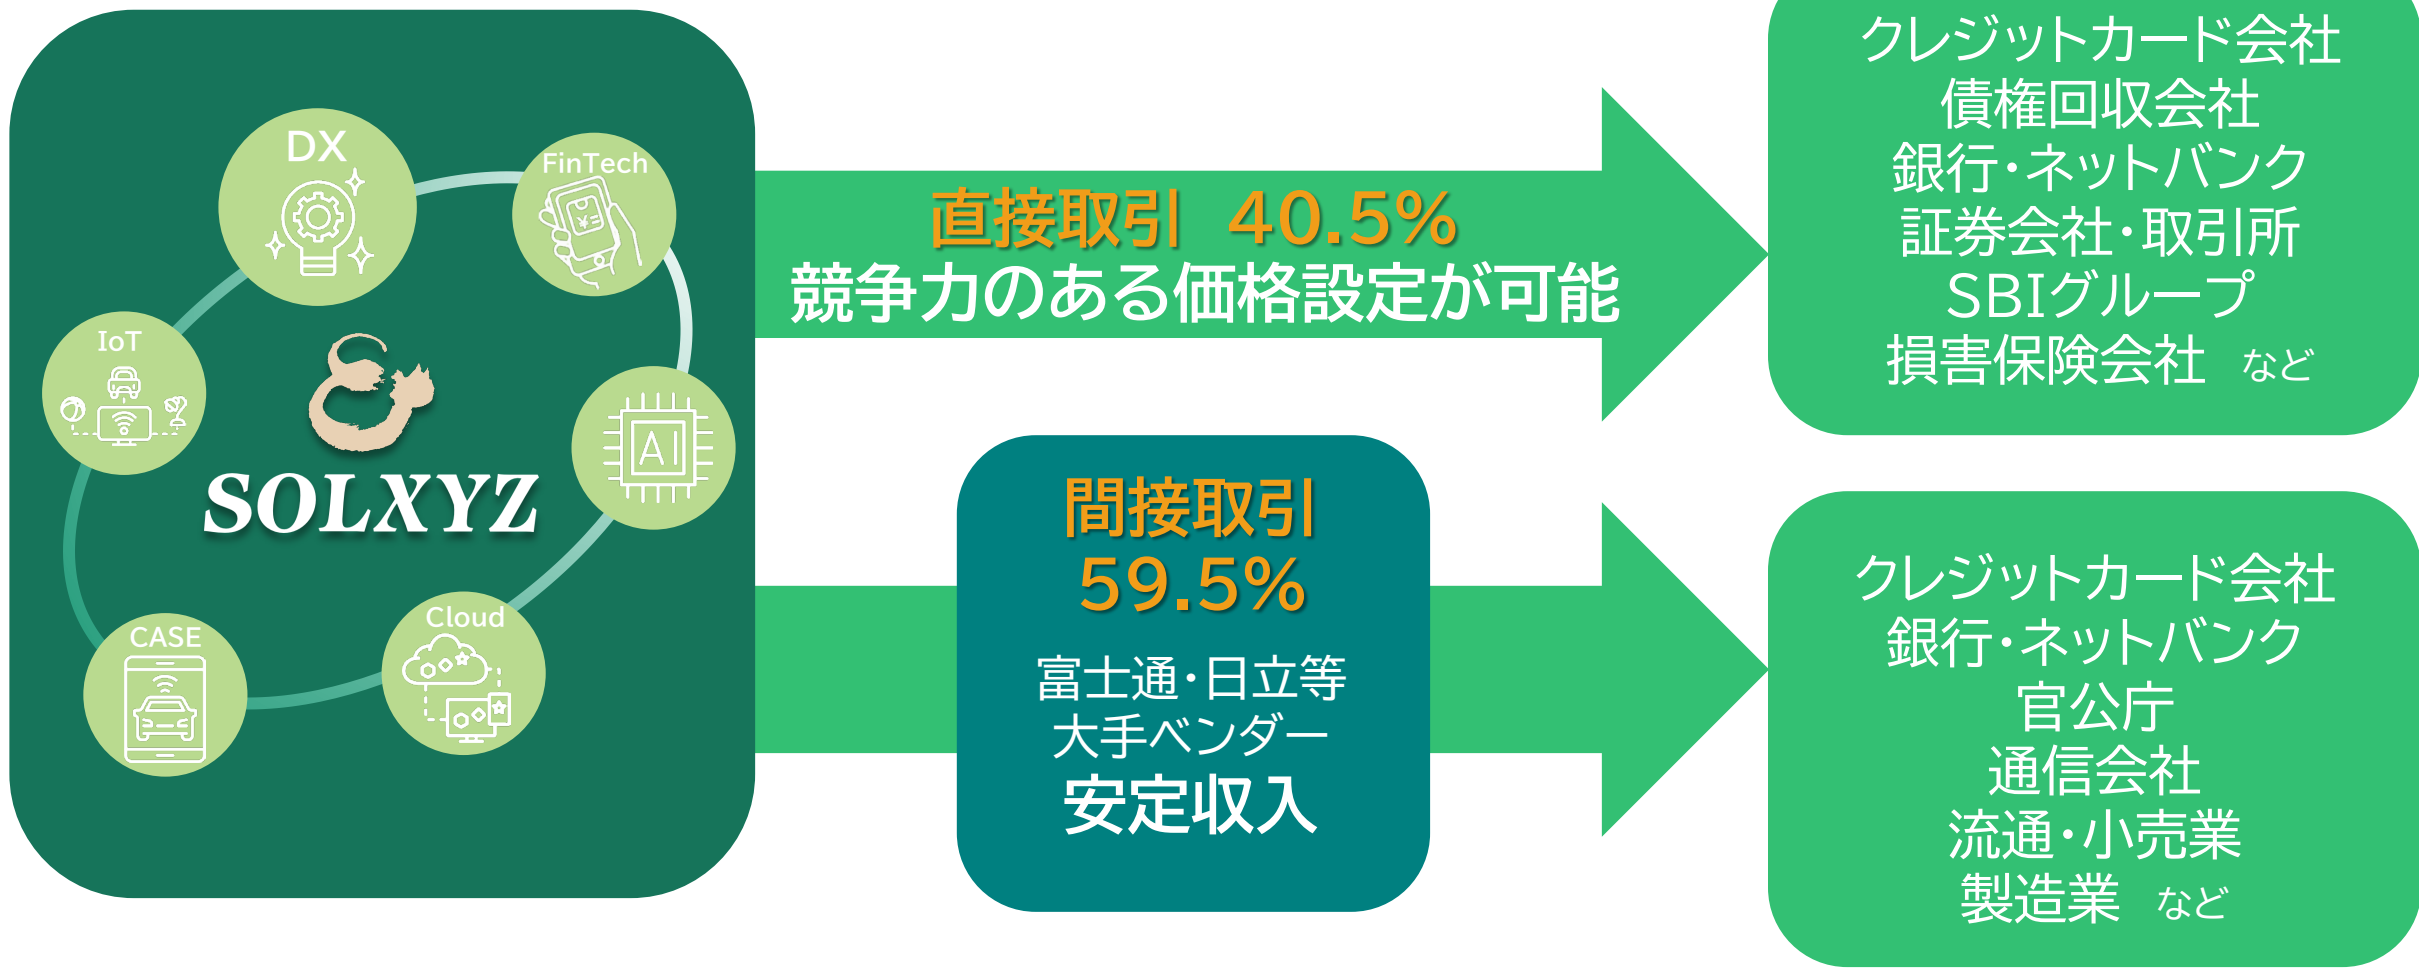 DX
FinTech
IoT
AI
SOLXYZ
CASE
Cloud
直接取引 40.5%
競争力のある価格設定が可能
間接取引
59.5%
富士通・日立等
大手ベンダー
安定収入
クレジットカード会社
債権回収会社
銀行・ネットバンク
証券会社・取引所
SBIグループ
損害保険会社 など
クレジットカード会社
銀行・ネットバンク
官公庁
通信会社
流通・小売業
製造業 など